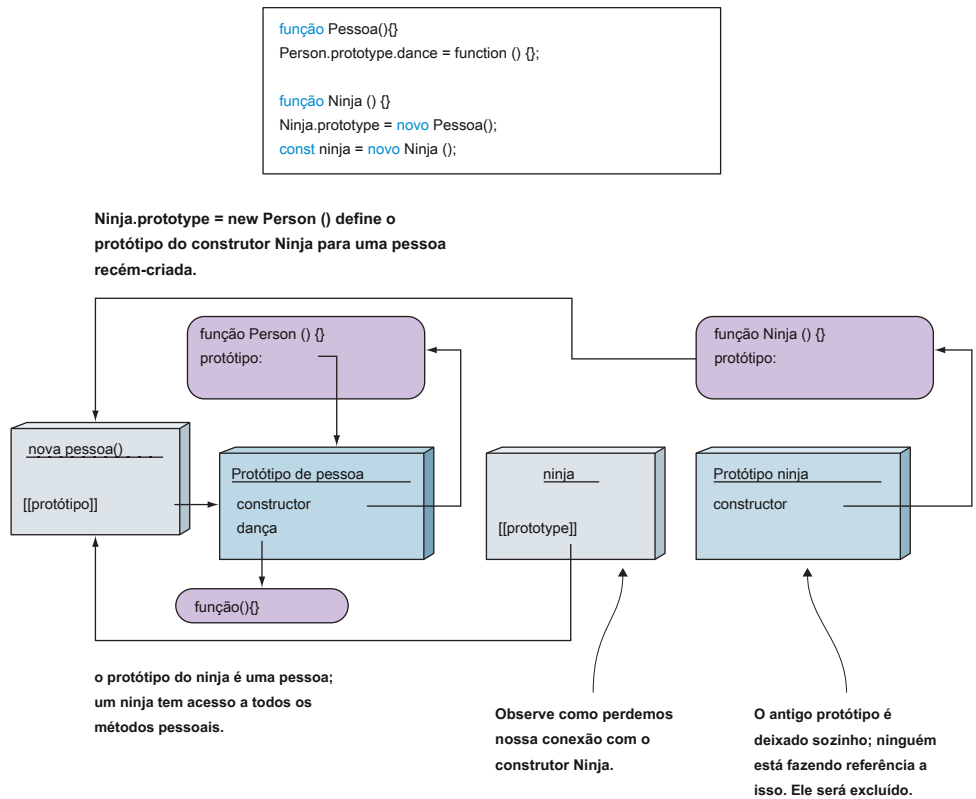 função Pessoa(){}
Person.prototype.dance = function () {};
função Ninja () {}
Ninja.prototype = novo Pessoa();
const ninja = novo Ninja ();
Ninja.prototype = new Person () define o
protótipo do construtor Ninja para uma pessoa
recém-criada.
função Person () {}
protótipo:
função Ninja () {}
protótipo:
nova pessoa()
[[protótipo]]
Protótipo de pessoa
constructor
dança
ninja
[[prototype]]
Protótipo ninja
constructor
função(){}
o protótipo do ninja é uma pessoa;
um ninja tem acesso a todos os
métodos pessoais.
Observe como perdemos
nossa conexão com o
construtor Ninja.
O antigo protótipo é
deixado sozinho; ninguém
está fazendo referência a
isso. Ele será excluído.